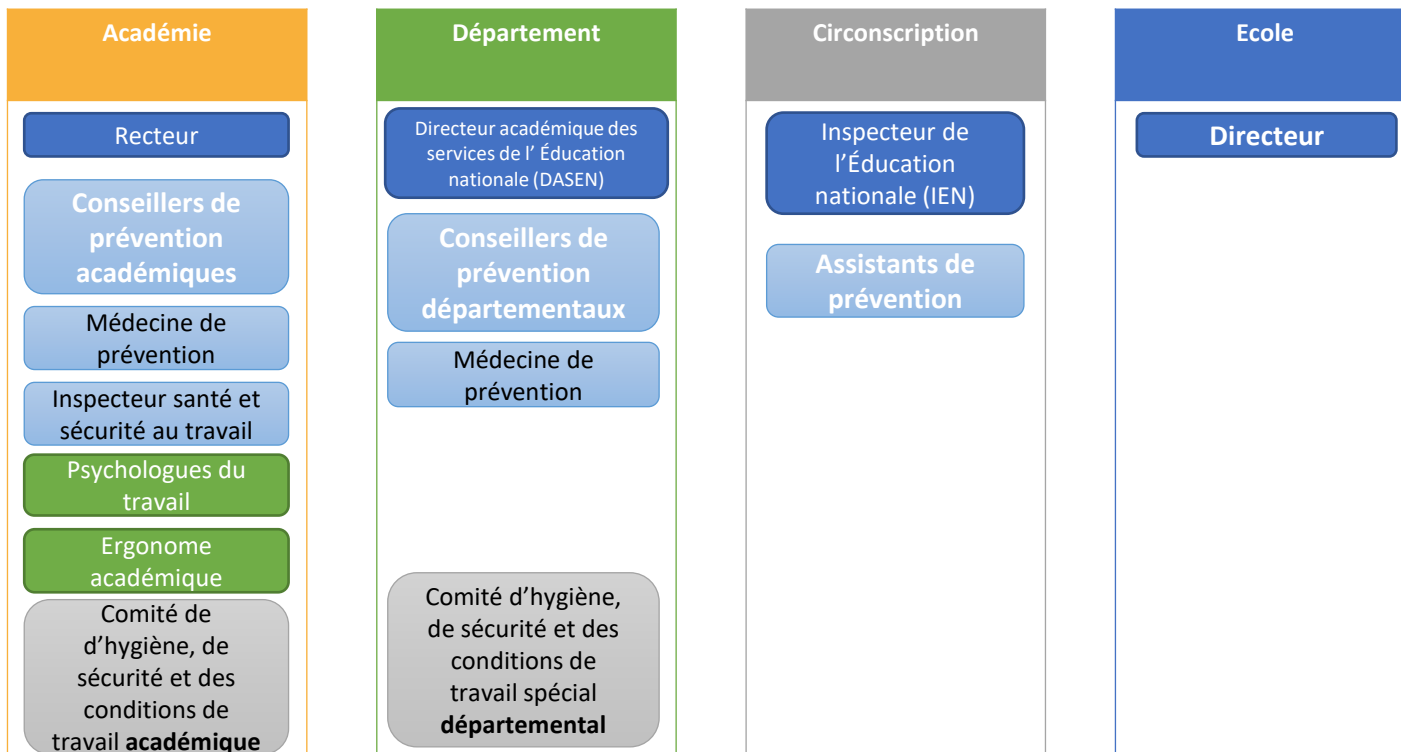 Académie
Recteur
Conseillers de
prévention
académiques
Médecine de
prévention
Inspecteur santé et
sécurité au travail
Psychologues du
travail
Ergonome
académique
Comité de
d’hygiène, de
sécurité et des
conditions de
travail académique
Département
Directeur académique des
services de l’ Éducation
nationale (DASEN)
Conseillers de
prévention
départementaux
Médecine de
prévention
Comité d’hygiène,
de sécurité et des
conditions de
travail spécial
départemental
Circonscription
Inspecteur de
l’Éducation
nationale (IEN)
Assistants de
prévention
Ecole
Directeur